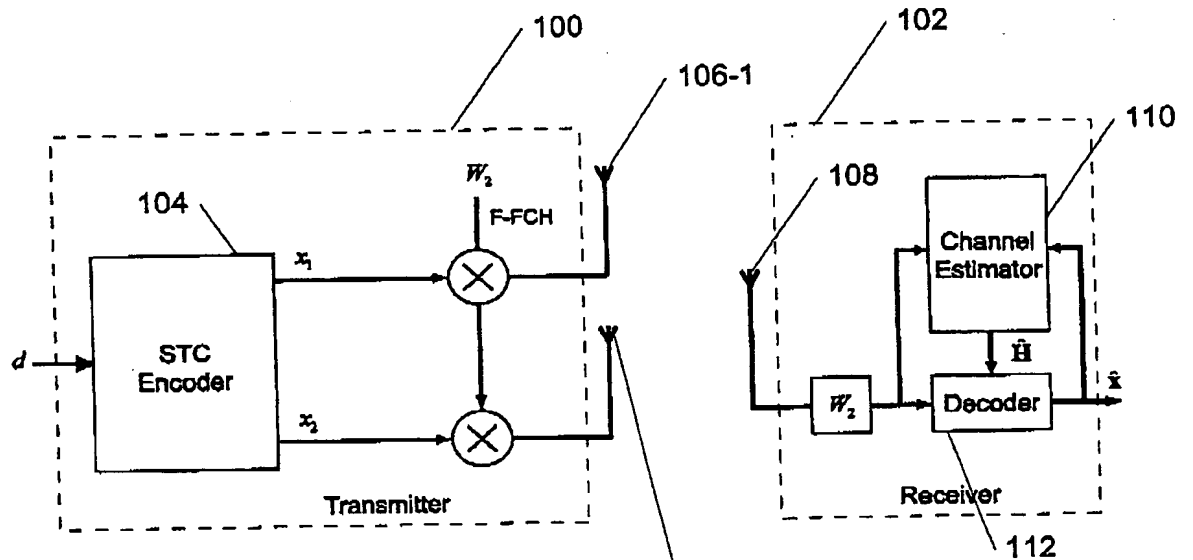 100
102
106-1
110
W₂
108
104
F-FCH
Channel
Estimator
x₁
STC
Encoder
d
Ĥ
x₂
W₂
Decoder
x̂
Transmitter
Receiver
112